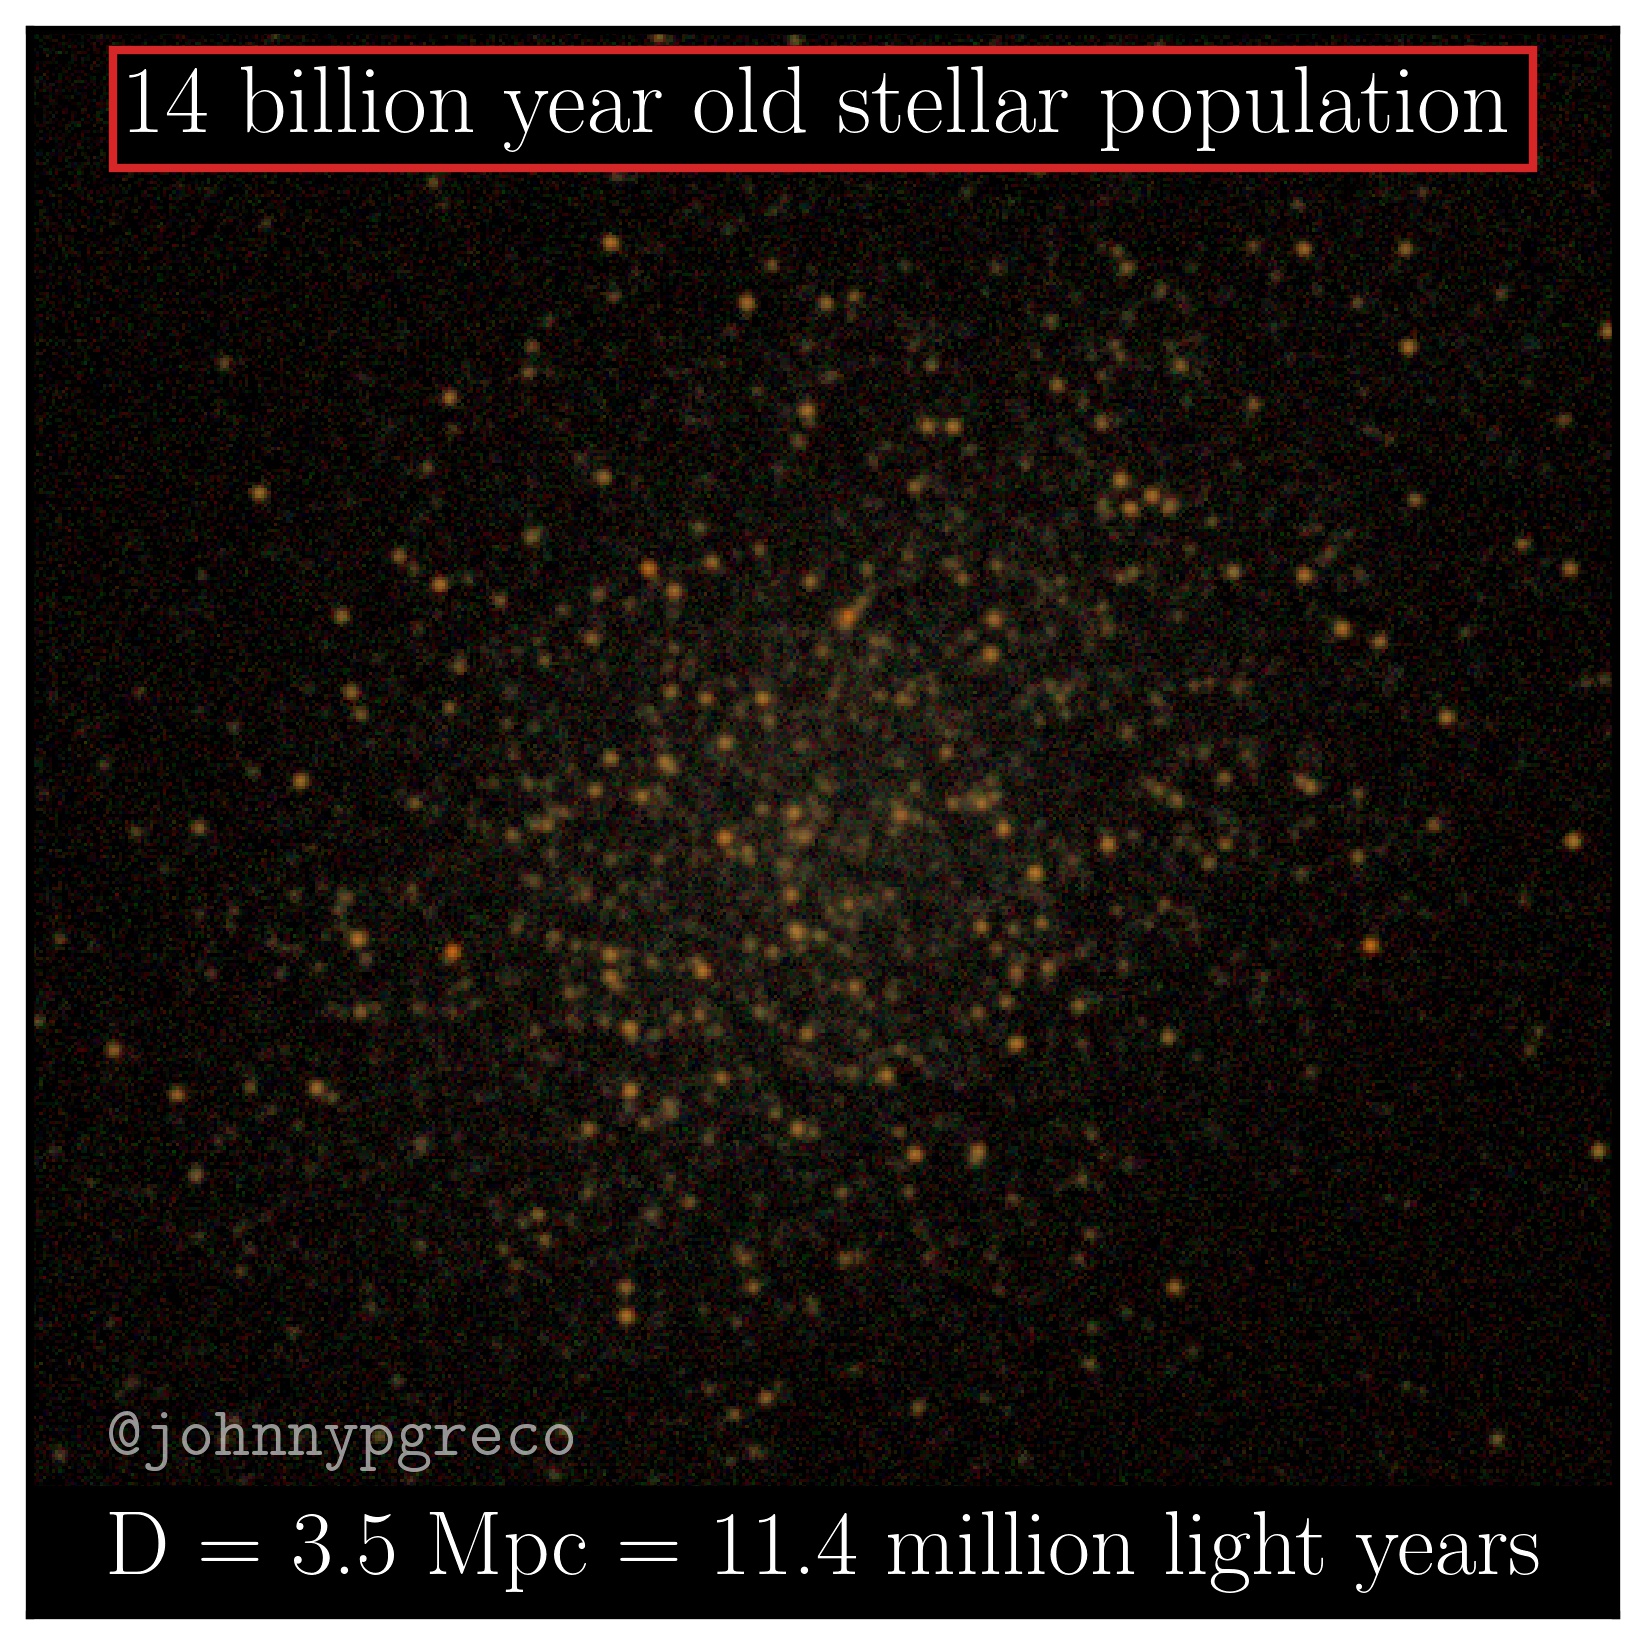 14 billion year old stellar population
@johnnypgreco
D = 3.5 Mpc = 11.4 million light years